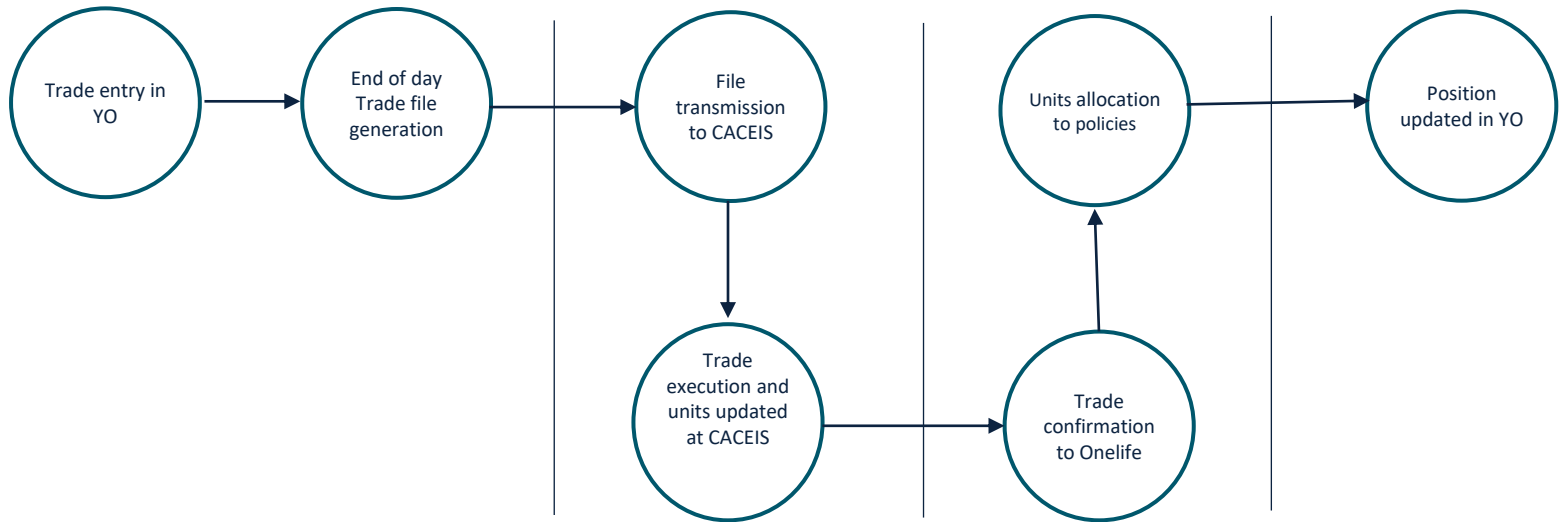 Trade entry in
YO
End of day
Trade file
generation
File
transmission
to CACEIS
Trade
execution and
units updated
at CACEIS
Trade
confirmation
to Onelife
Units allocation
to policies
Position
updated in YO